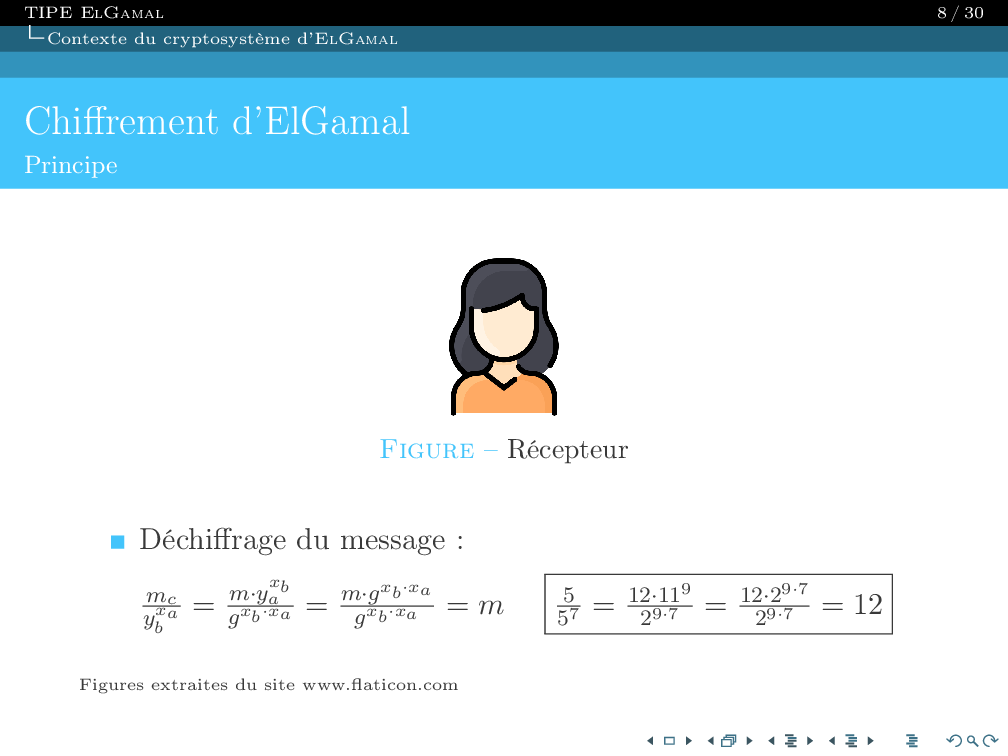 TIPE ElGamal 8 / 30
Contexte du cryptosystème d'ElGamal
Chiffrement d'ElGamal
Principe
Figure – Récepteur
Déchiffrage du message :
$\frac{m_c}{y_b^{x_a}} = \frac{m \cdot y_a^{x_b}}{g^{x_b \cdot x_a}} = \frac{m \cdot g^{x_b \cdot x_a}}{g^{x_b \cdot x_a}} = m$ $\boxed{\frac{5}{5^7} = \frac{12 \cdot 11^9}{2^{9 \cdot 7}} = \frac{12 \cdot 2^{9 \cdot 7}}{2^{9 \cdot 7}} = 12}$
Figures extraites du site www.flaticon.com